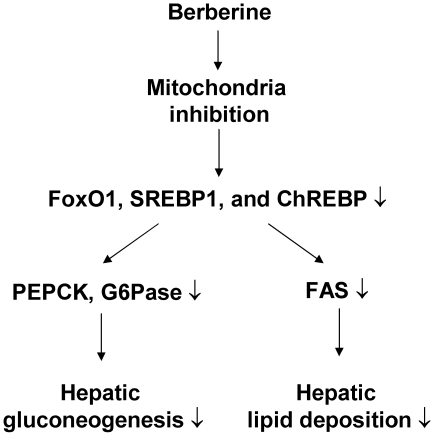 Berberine
Mitochondria
inhibition
FoxO1, SREBP1, and ChREBP ↓
PEPCK, G6Pase ↓
FAS ↓
Hepatic
gluconeogenesis ↓
Hepatic
lipid deposition ↓